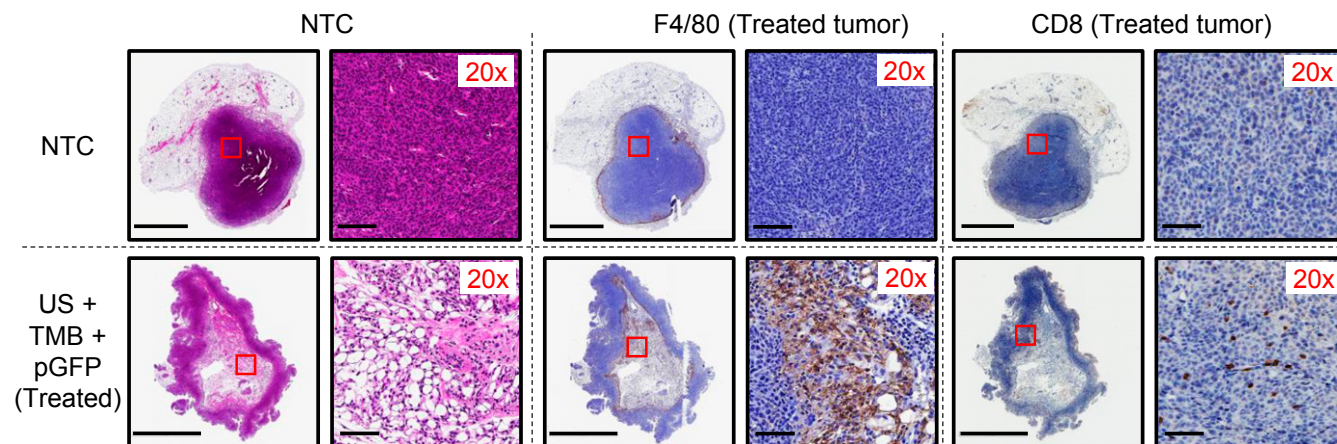 NTC
F4/80 (Treated tumor)
CD8 (Treated tumor)
NTC
20x
20x
20x
US +
TMB +
pGFP
(Treated)
20x
20x
20x